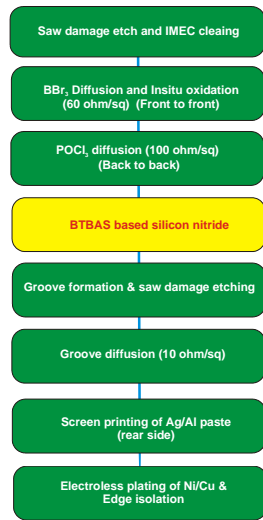 Saw damage etch and IMEC cleaing
BBr₃ Diffusion and Insitu oxidation
(60 ohm/sq) (Front to front)
POCl₃ diffusion (100 ohm/sq)
(Back to back)
BTBAS based silicon nitride
Groove formation & saw damage etching
Groove diffusion (10 ohm/sq)
Screen printing of Ag/Al paste
(rear side)
Electroless plating of Ni/Cu &
Edge isolation